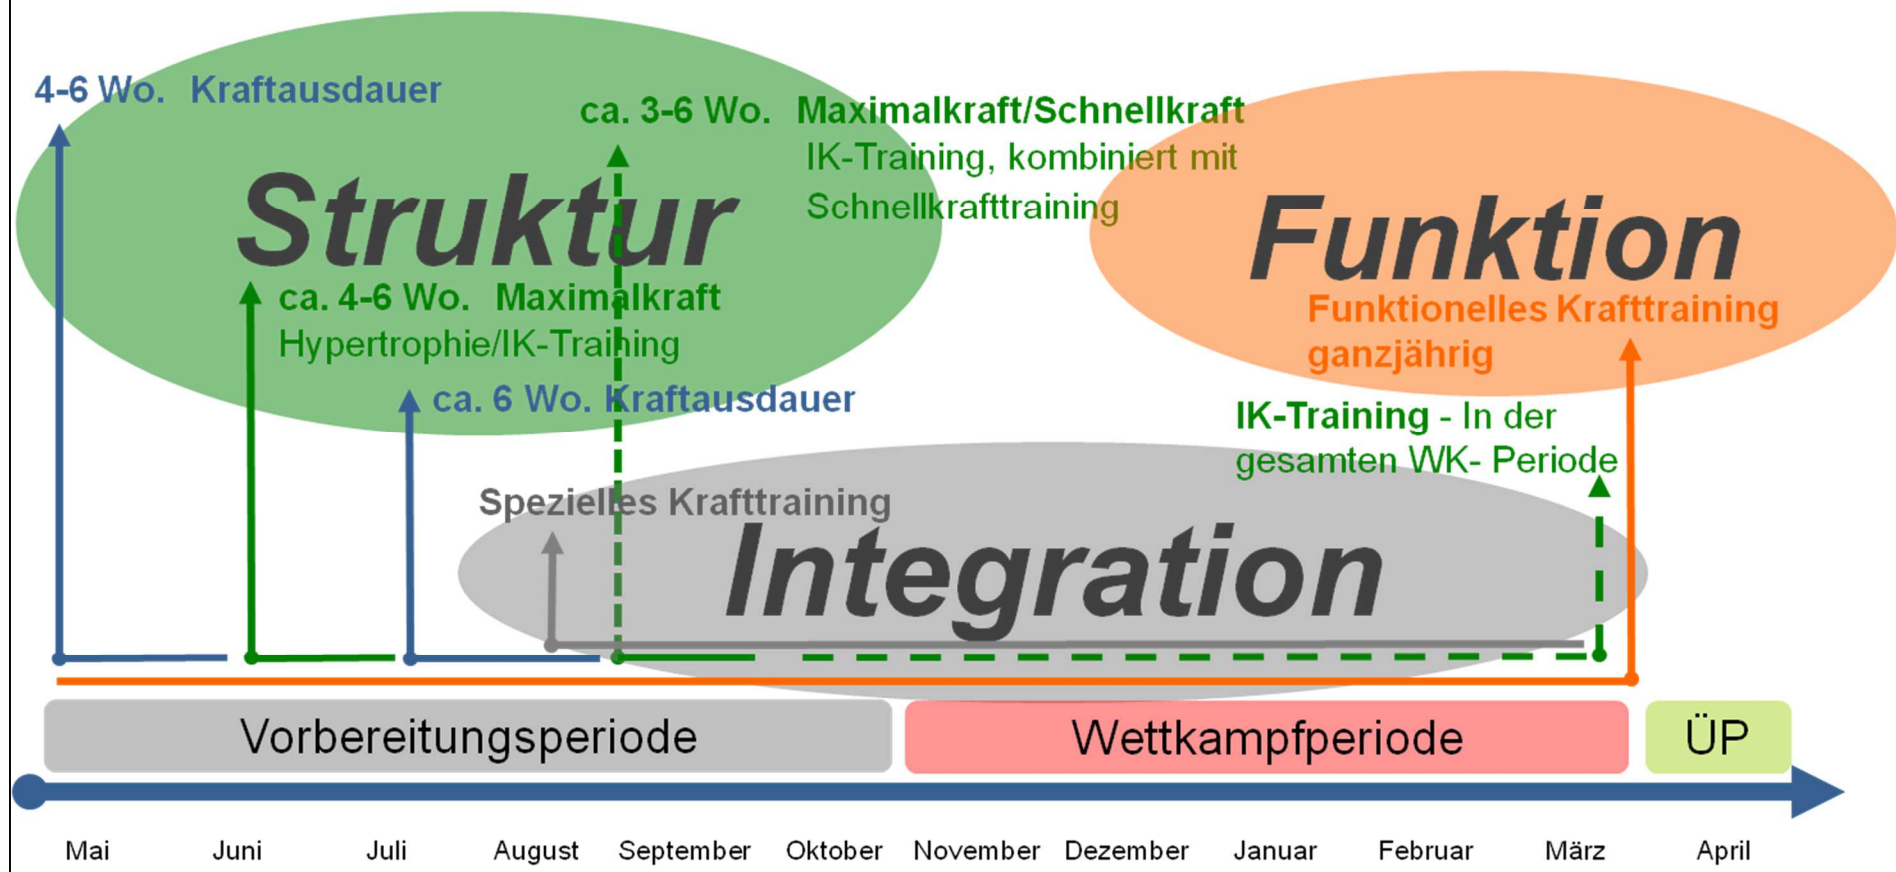 4-6 Wo. Kraftausdauer
ca. 3-6 Wo. Maximalkraft/Schnellkraft
IK-Training, kombiniert mit
Schnellkrafttraining
Struktur
Funktion
ca. 4-6 Wo. Maximalkraft
Hypertrophie/IK-Training
Funktionelles Krafttraining
ganzjährig
ca. 6 Wo. Kraftausdauer
IK-Training - In der
gesamten WK- Periode
Spezielles Krafttraining
Integration
Vorbereitungsperiode
Wettkampfperiode
ÜP
Mai Juni Juli August September Oktober November Dezember Januar Februar März April